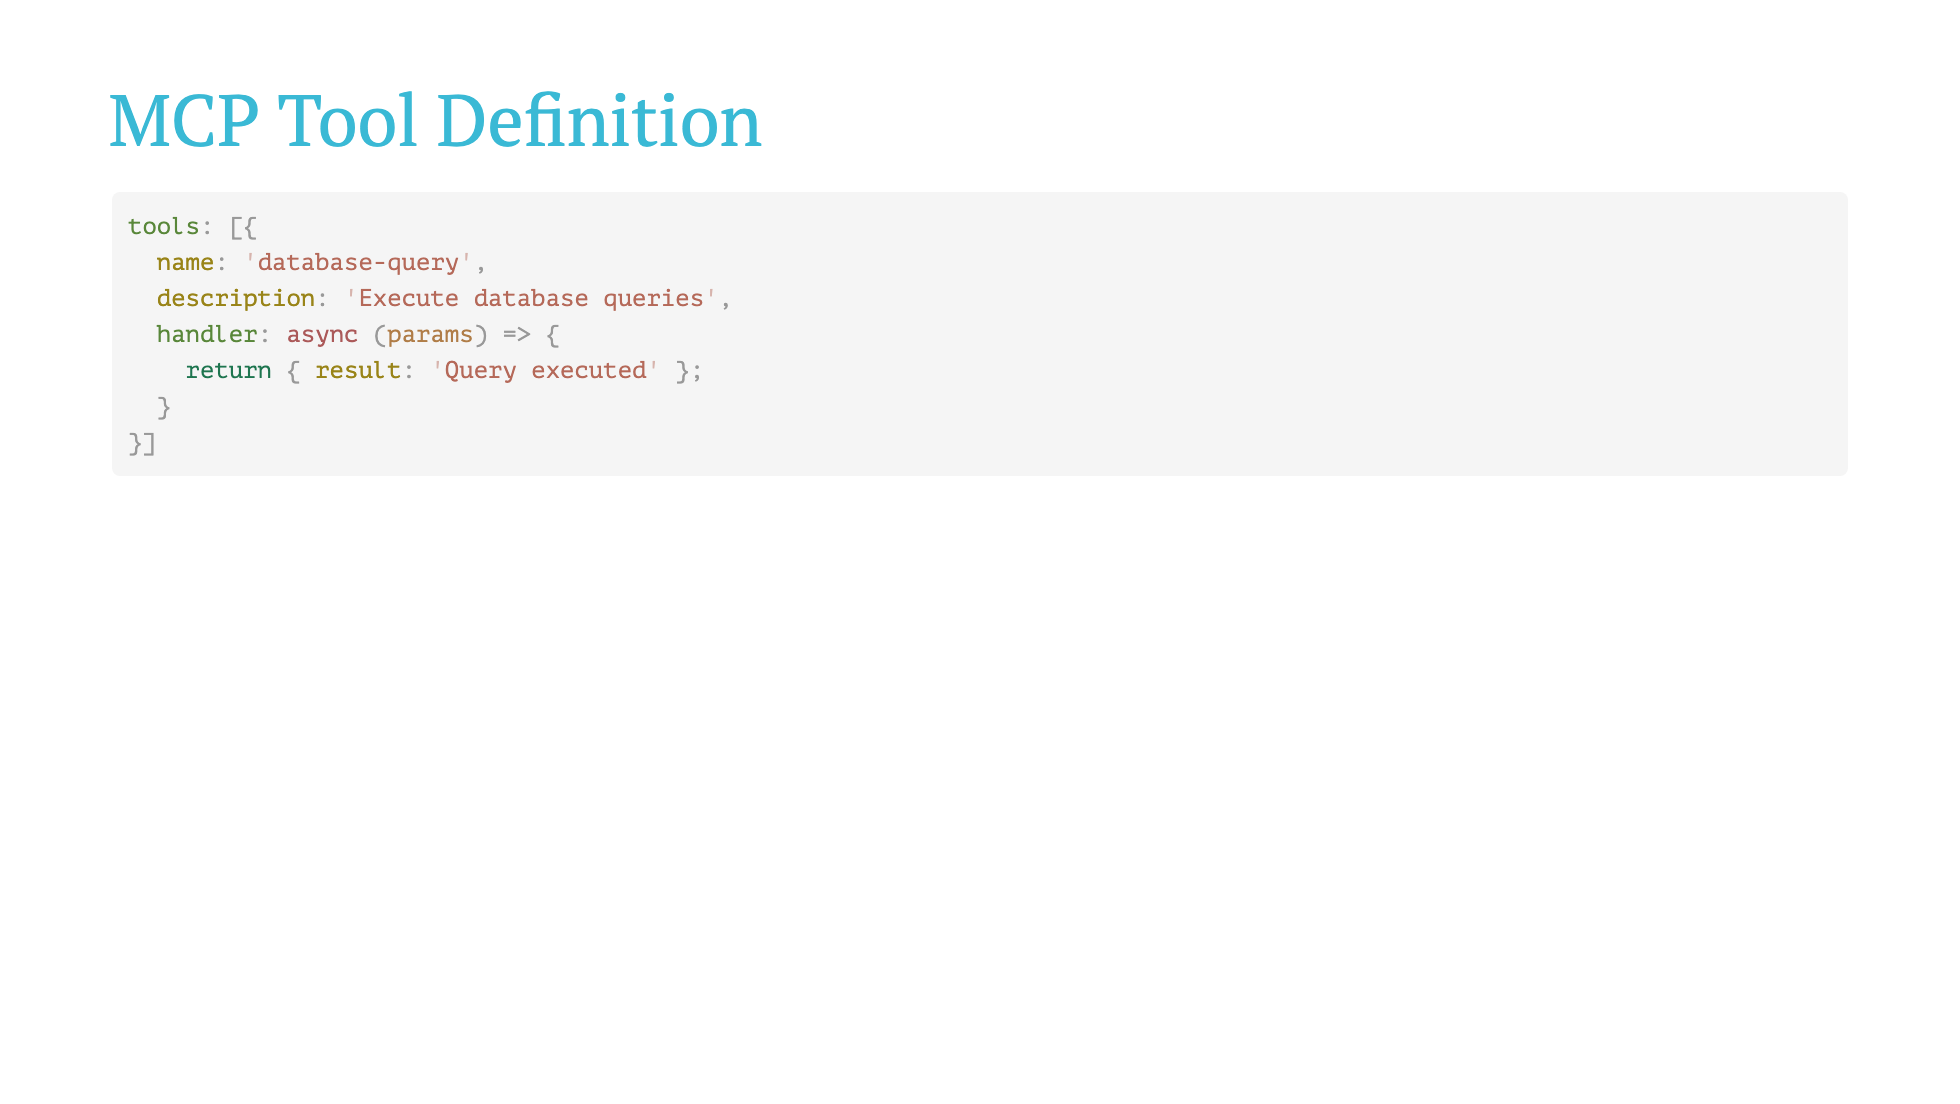 MCP Tool Definition
tools: [{
  name: 'database-query',
  description: 'Execute database queries',
  handler: async (params) => {
    return { result: 'Query executed' };
  }
}]